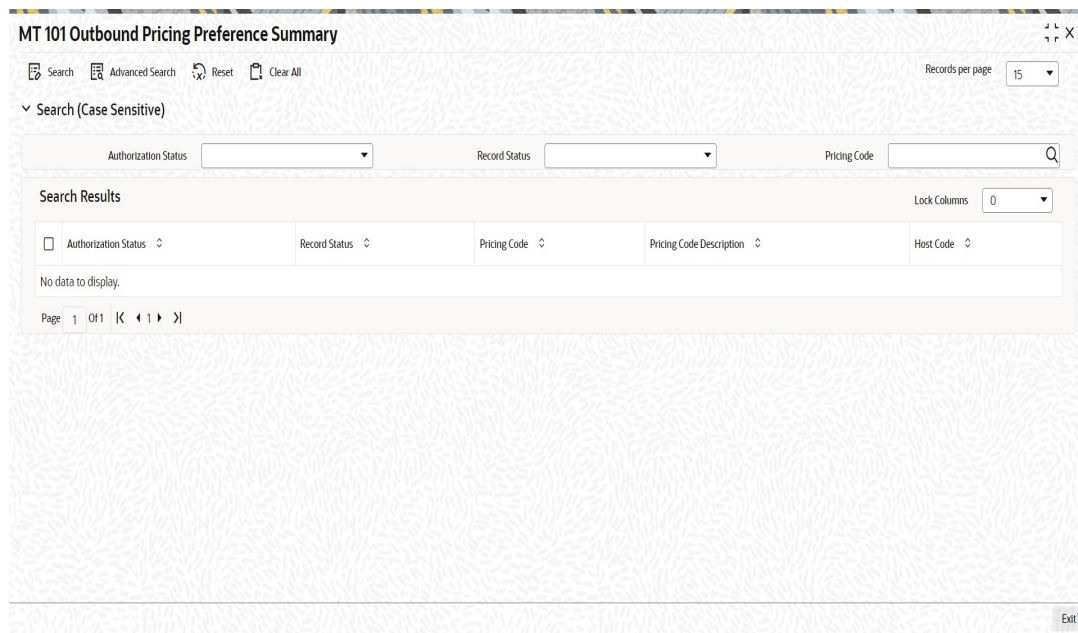 MT 101 Outbound Pricing Preference Summary
Search Advanced Search Reset Clear All Records per page 15
Search (Case Sensitive)
Authorization Status Record Status Pricing Code
Search Results Lock Columns 0
Authorization Status Record Status Pricing Code Pricing Code Description Host Code
No data to display.
Page 1 Of 1 1
Exit